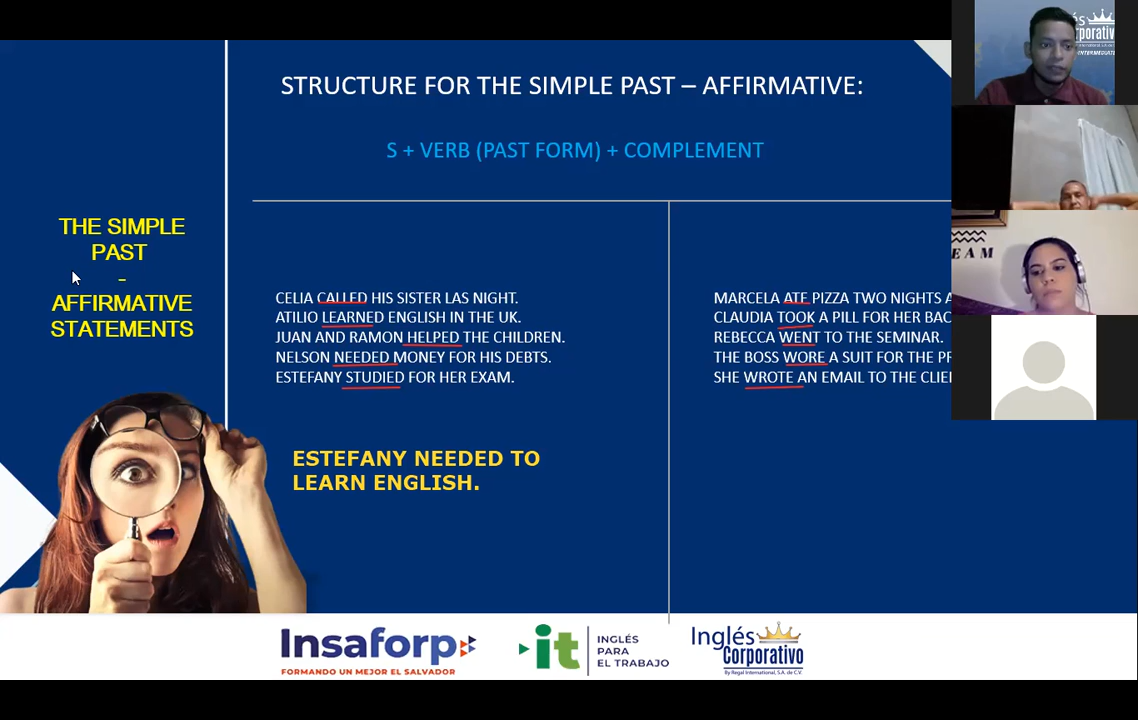 STRUCTURE FOR THE SIMPLE PAST – AFFIRMATIVE:
S + VERB (PAST FORM) + COMPLEMENT
THE SIMPLE
PAST
-
AFFIRMATIVE
STATEMENTS
CELIA CALLED HIS SISTER LAS NIGHT.
ATILIO LEARNED ENGLISH IN THE UK.
JUAN AND RAMON HELPED THE CHILDREN.
NELSON NEEDED MONEY FOR HIS DEBTS.
ESTEFANY STUDIED FOR HER EXAM.
MARCELA ATE PIZZA TWO NIGHTS
CLAUDIA TOOK A PILL FOR HER
REBECCA WENT TO THE SEMINAR.
THE BOSS WORE A SUIT FOR THE
SHE WROTE AN EMAIL TO THE
ESTEFANY NEEDED TO
LEARN ENGLISH.
Insaforp
FORMANDO UN MEJOR EL SALVADOR
it
INGLÉS
PARA
EL TRABAJO
Inglés
Corporativo
By Regal International, S.A. de C.V.